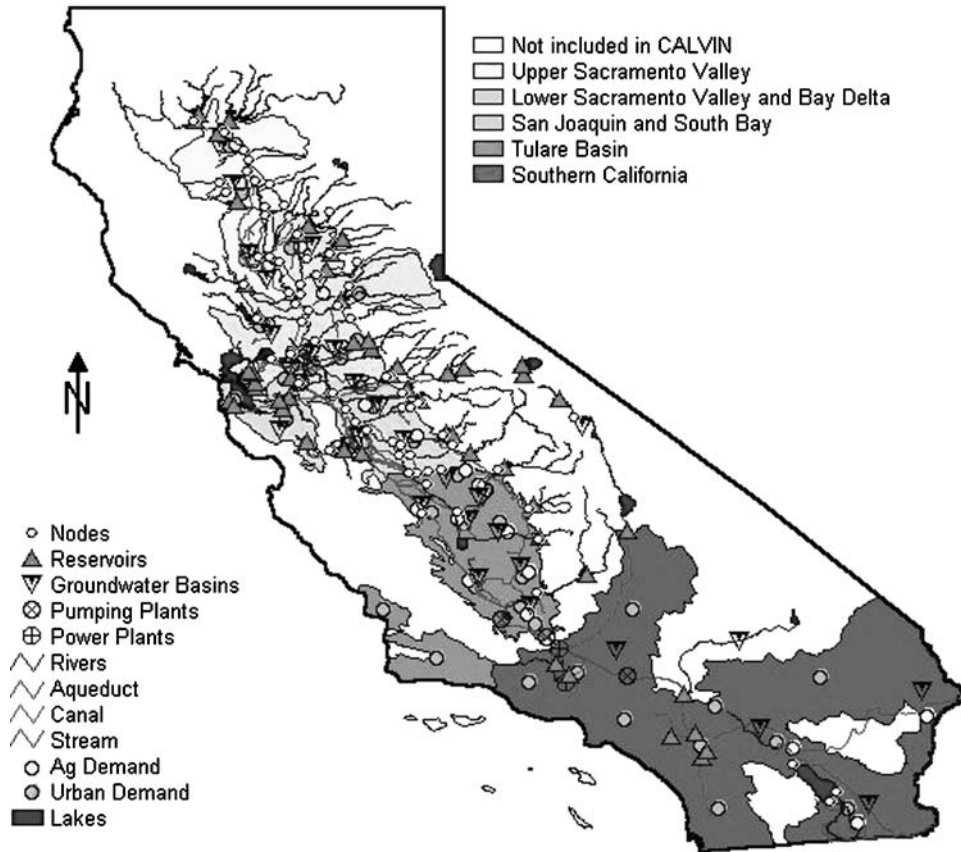 Not included in CALVIN
Upper Sacramento Valley
Lower Sacramento Valley and Bay Delta
San Joaquin and South Bay
Tulare Basin
Southern California
N
Nodes
Reservoirs
Groundwater Basins
Pumping Plants
Power Plants
Rivers
Aqueduct
Canal
Stream
Ag Demand
Urban Demand
Lakes